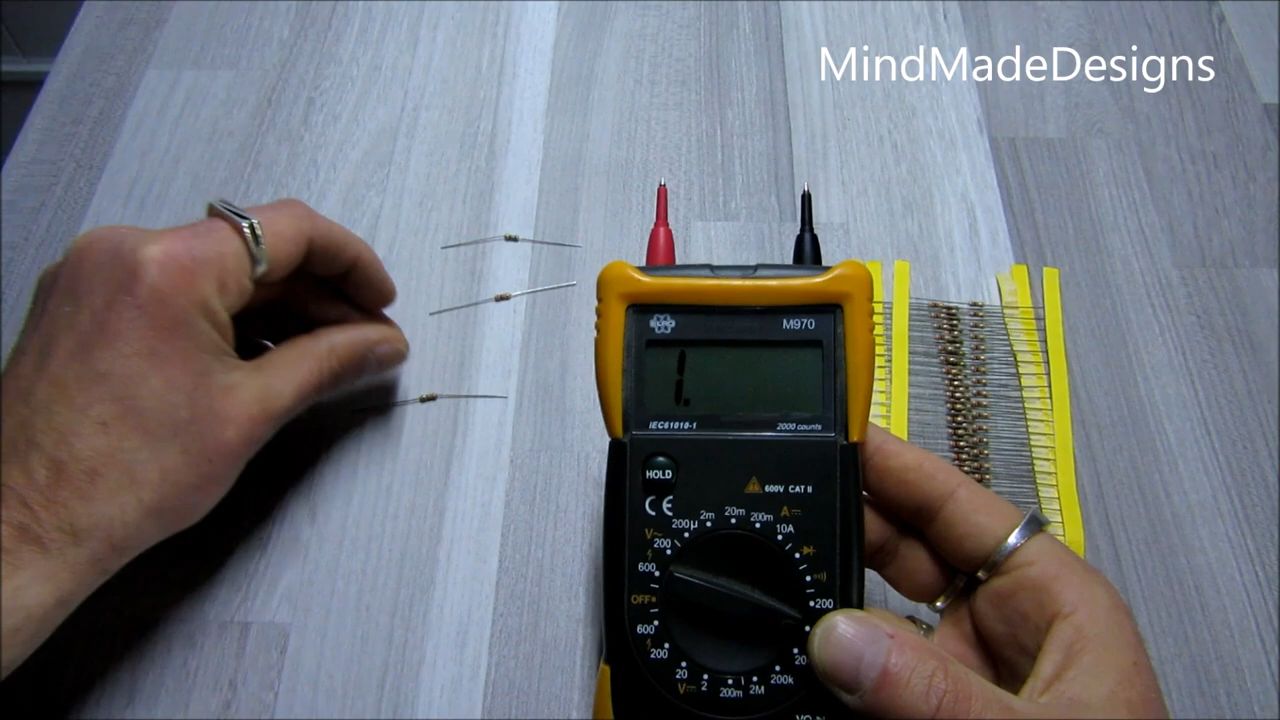 MindMadeDesigns
M970
1.
IEC61010-1 2000 counts
HOLD
600V CAT II
CE
200µ 2m 20m 200m A
10A
V~ 200
600
OFF
600
200
20
V 2 200m 2M 200k 20
200